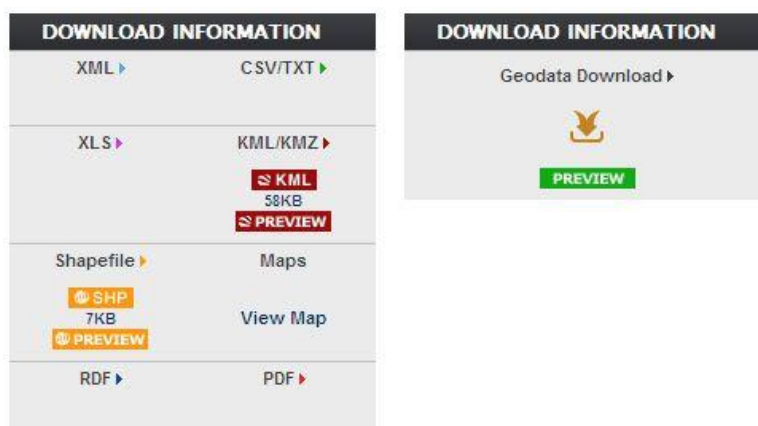 DOWNLOAD INFORMATION
XML CSV/TXT
XLS KML/KMZ
KML
58KB
PREVIEW
Shapefile Maps
SHP
7KB View Map
PREVIEW
RDF PDF
DOWNLOAD INFORMATION
Geodata Download
PREVIEW